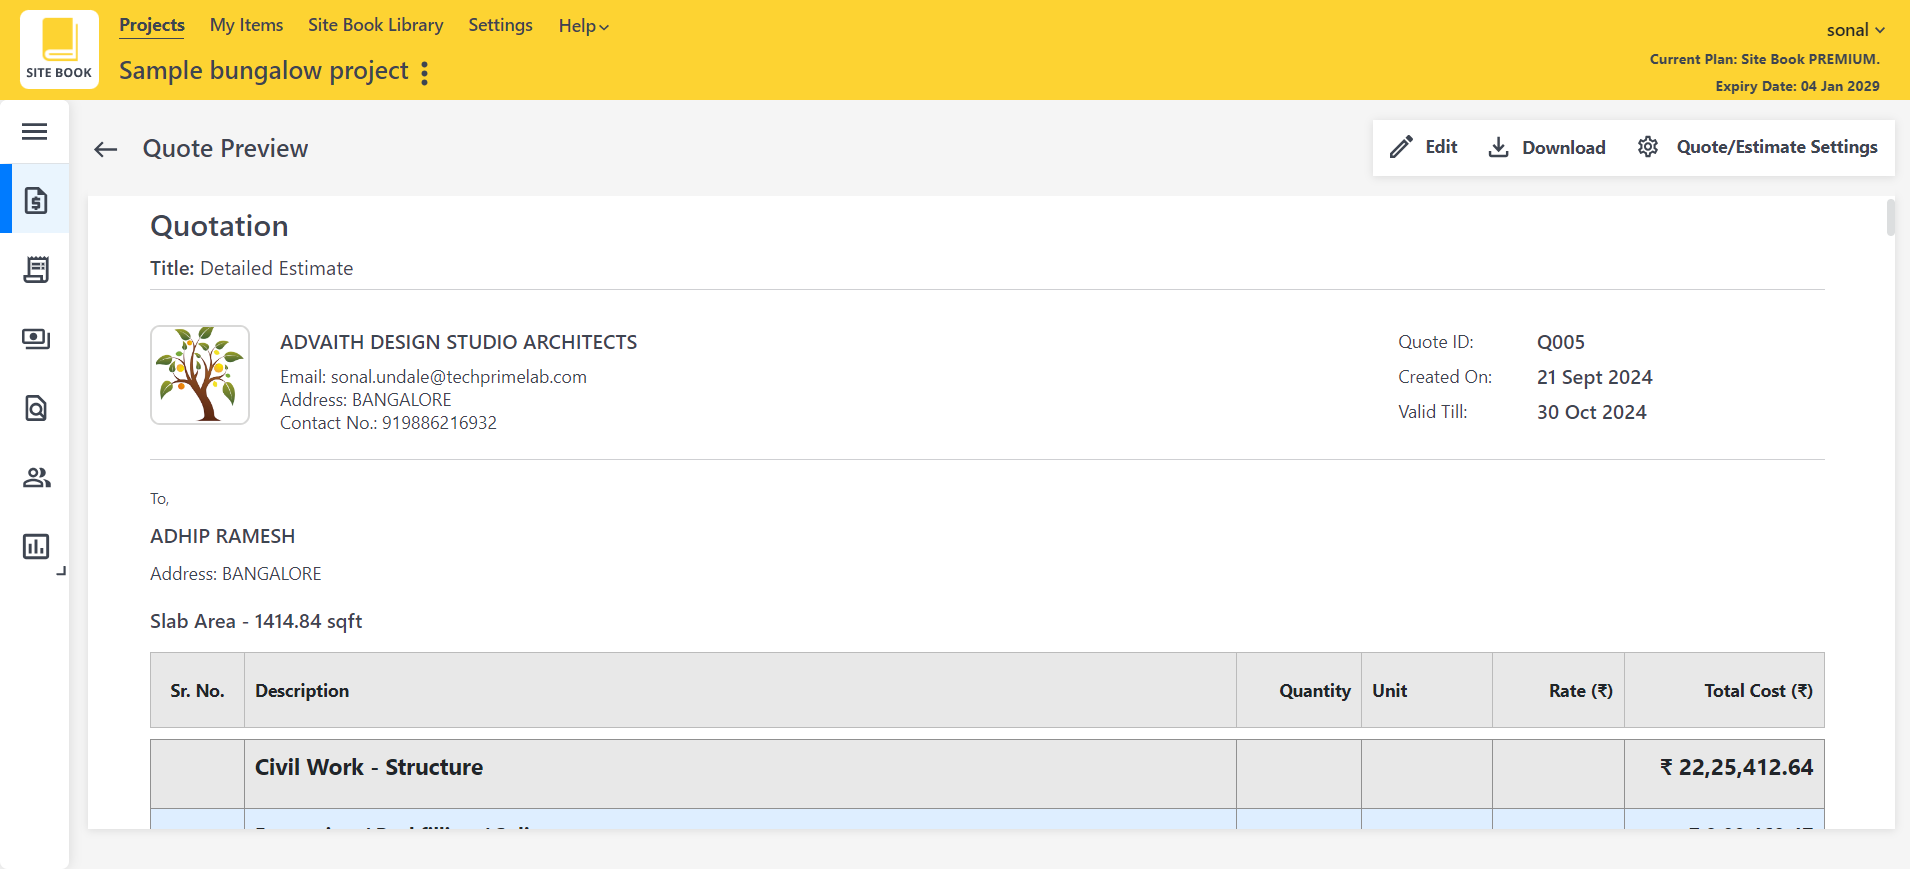 SITE BOOK
Projects My Items Site Book Library Settings Help
Sample bungalow project
sonal
Current Plan: Site Book PREMIUM.
Expiry Date: 04 Jan 2029
Quote Preview
Edit Download Quote/Estimate Settings
Quotation
Title: Detailed Estimate
ADVAITH DESIGN STUDIO ARCHITECTS
Email: sonal.undale@techprimelab.com
Address: BANGALORE
Contact No.: 919886216932
Quote ID: Q005
Created On: 21 Sept 2024
Valid Till: 30 Oct 2024
To,
ADHIP RAMESH
Address: BANGALORE
Slab Area - 1414.84 sqft
Sr. No. Description Quantity Unit Rate (₹) Total Cost (₹)
Civil Work - Structure ₹ 22,25,412.64